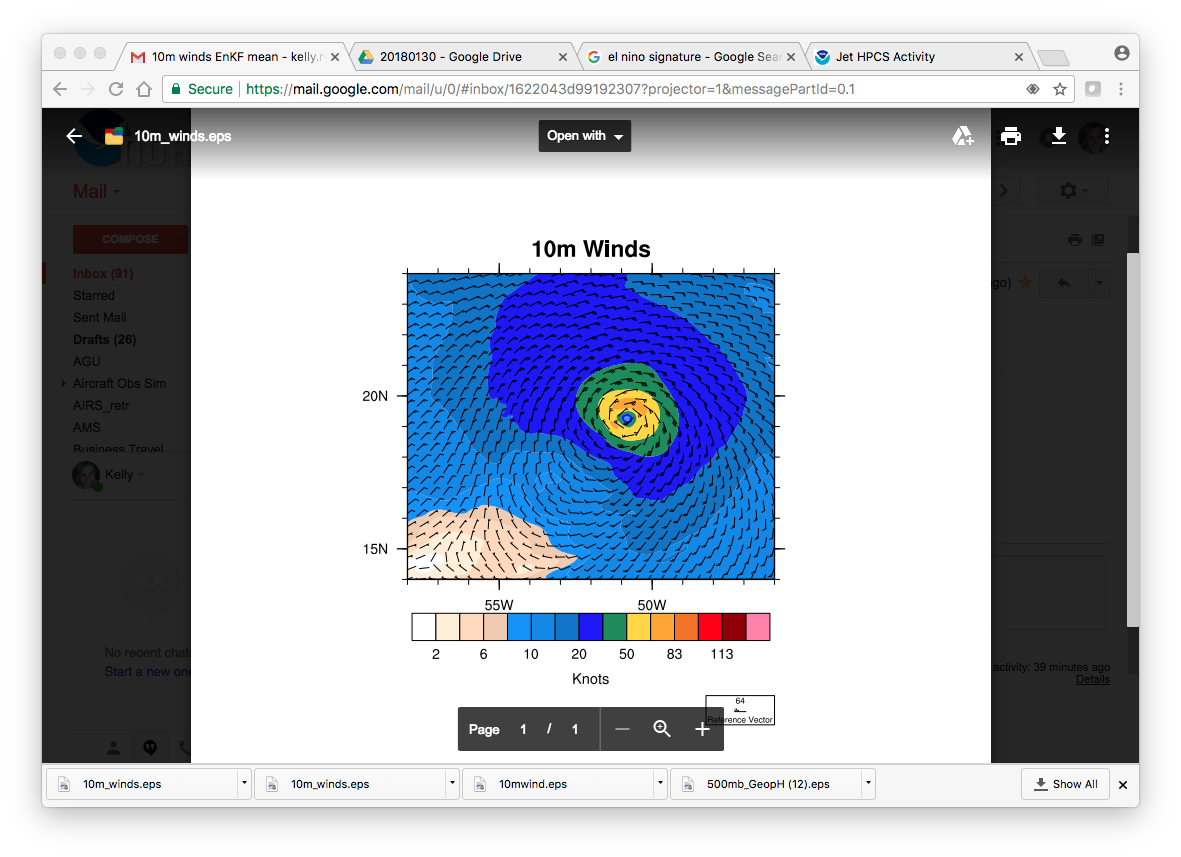 10m winds EnKF mean - kelly.r
20180130 - Google Drive
el nino signature - Google Sea
Jet HPCS Activity
Secure https://mail.google.com/mail/u/0/#inbox/1622043d99192307?projector=1&messagePartId=0.1
10m_winds.eps
Open with
Mail
COMPOSE
Inbox (91)
ago)
Starred
Sent Mail
Drafts (26)
AGU
Aircraft Obs Sim
AIRS_retr
AMS
Business Travel
Kelly
10m Winds
20N
15N
55W 50W
2 6 10 20 50 83 113
Knots
64
Reference Vector
No recent chats
Start a new one
activity: 39 minutes ago
Details
Page 1 / 1
10m_winds.eps 10m_winds.eps 10mwind.eps 500mb_GeopH (12).eps Show All